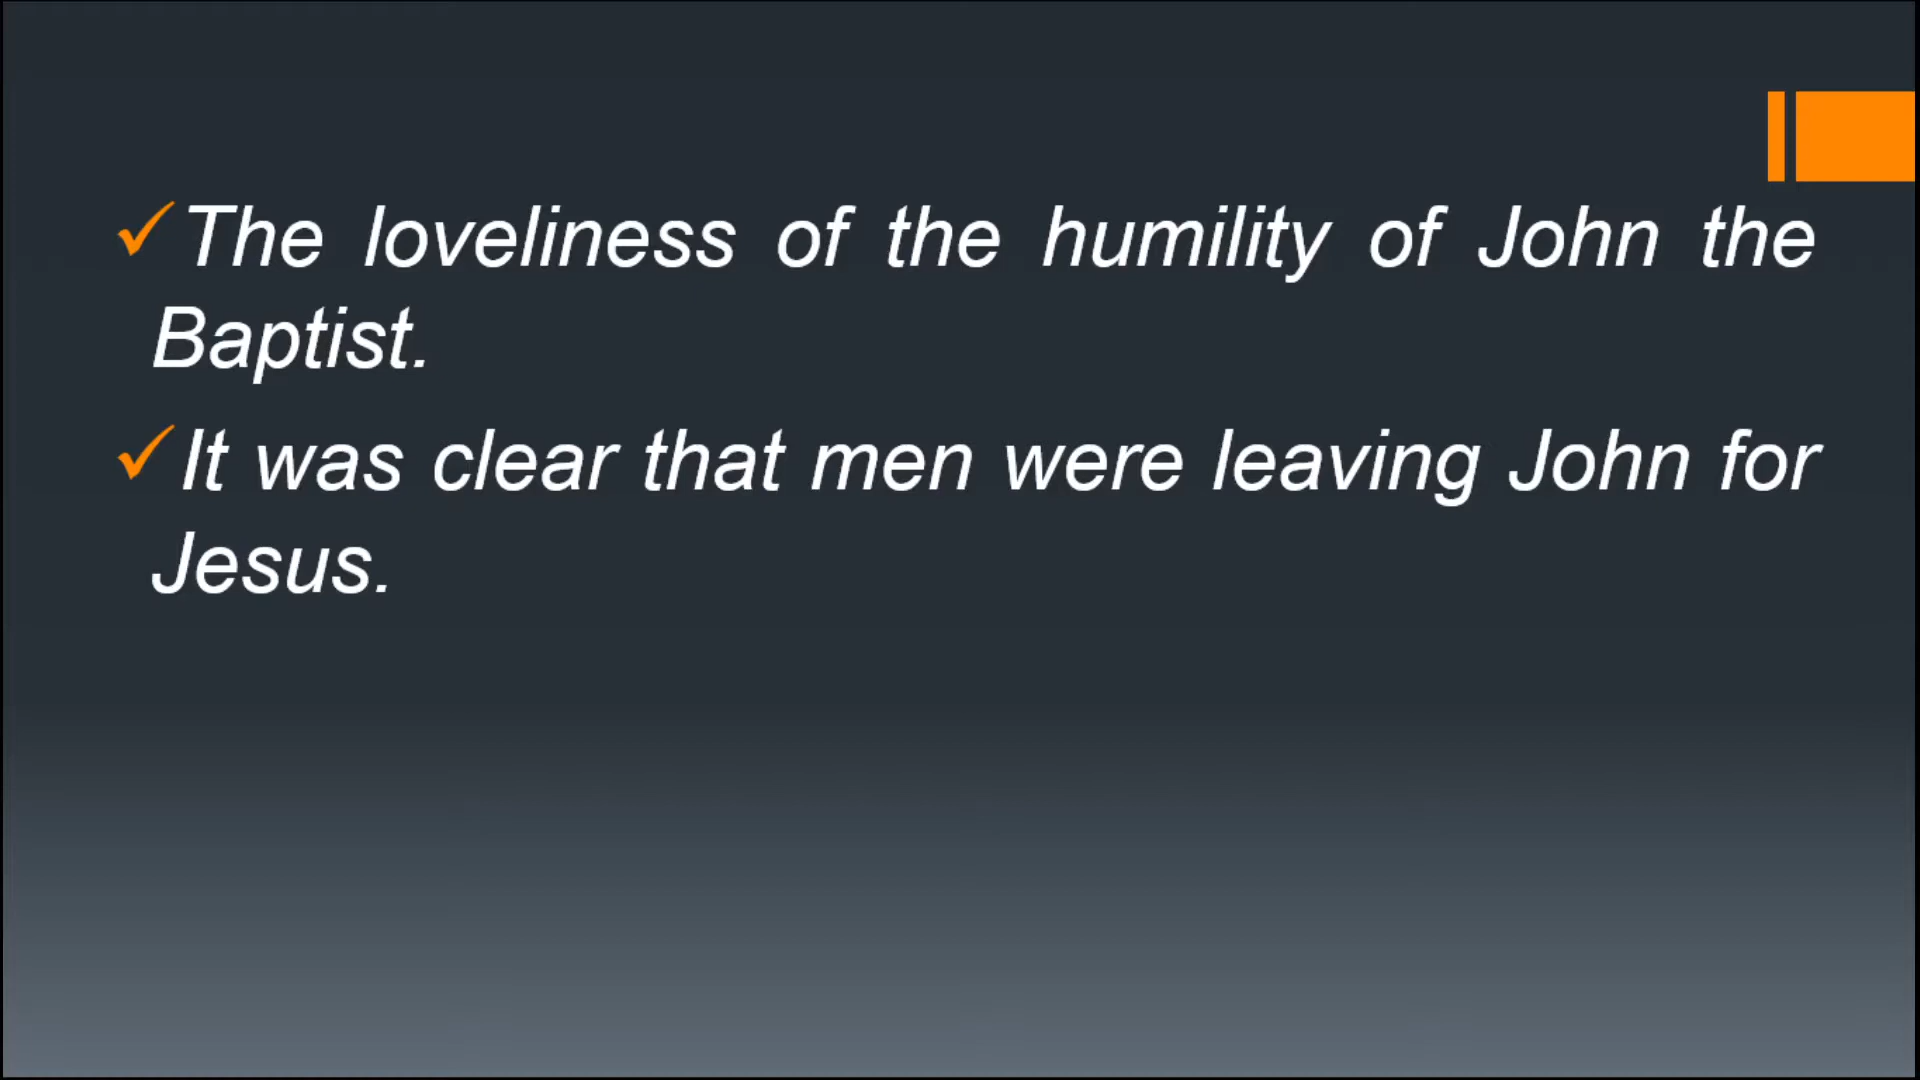 The loveliness of the humility of John the
Baptist.
It was clear that men were leaving John for
Jesus.